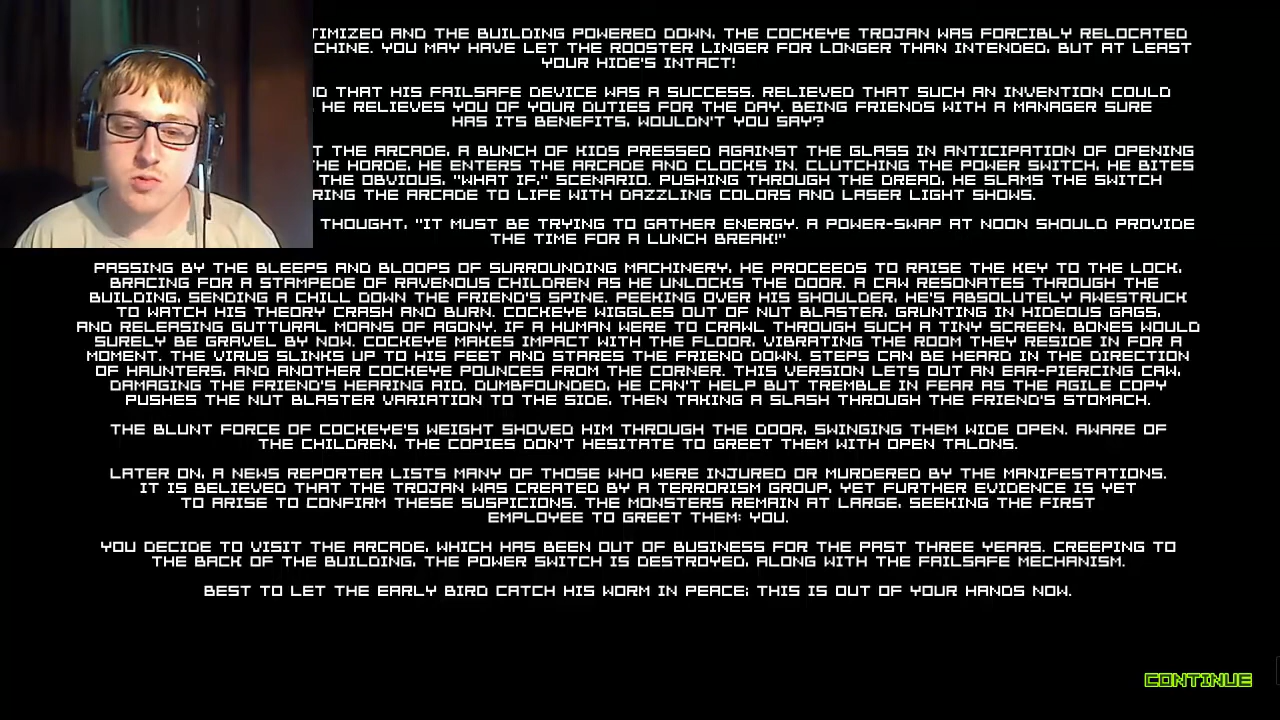 TIMIZED AND THE BUILDING POWERED DOWN, THE COCKEYE TROJAN WAS FORCIBLY RELOCATED
CHINE. YOU MAY HAVE LET THE ROOSTER LINGER FOR LONGER THAN INTENDED, BUT AT LEAST
YOUR HIDE'S INTACT!
D THAT HIS FAILSAFE DEVICE WAS A SUCCESS. RELIEVED THAT SUCH AN INVENTION COULD
HE RELIEVES YOU OF YOUR DUTIES FOR THE DAY. BEING FRIENDS WITH A MANAGER SURE
HAS ITS BENEFITS, WOULDN'T YOU SAY?
T THE ARCADE, A BUNCH OF KIDS PRESSED AGAINST THE GLASS IN ANTICIPATION OF OPENING
HE HORDE, HE ENTERS THE ARCADE AND CLOCKS IN. CLUTCHING THE POWER SWITCH, HE BITES
THE OBVIOUS, "WHAT IF," SCENARIO. PUSHING THROUGH THE DREAD, HE SLAMS THE SWITCH
RING THE ARCADE TO LIFE WITH DAZZLING COLORS AND LASER LIGHT SHOWS.
THOUGHT, "IT MUST BE TRYING TO GATHER ENERGY. A POWER-SWAP AT NOON SHOULD PROVIDE
THE TIME FOR A LUNCH BREAK!"
PASSING BY THE BLEEPS AND BLOOPS OF SURROUNDING MACHINERY, HE PROCEEDS TO RAISE THE KEY TO THE LOCK,
BRACING FOR A STAMPEDE OF RAVENOUS CHILDREN AS HE UNLOCKS THE DOOR. A CAW RESONATES THROUGH THE
BUILDING, SENDING A CHILL DOWN THE FRIEND'S SPINE. PEEKING OVER HIS SHOULDER, HE'S ABSOLUTELY AWESTRUCK
TO WATCH HIS THEORY CRASH AND BURN. COCKEYE WIGGLES OUT OF NUT BLASTER, GRUNTING IN HIDEOUS GAGS,
AND RELEASING GUTTURAL MOANS OF AGONY. IF A HUMAN WERE TO CRAWL THROUGH SUCH A TINY SCREEN, BONES WOULD
SURELY BE GRAVEL BY NOW. COCKEYE MAKES IMPACT WITH THE FLOOR, VIBRATING THE ROOM THEY RESIDE IN FOR A
MOMENT. THE VIRUS SLINKS UP TO HIS FEET AND STARES THE FRIEND DOWN. STEPS CAN BE HEARD IN THE DIRECTION
OF HAUNTERS, AND ANOTHER COCKEYE POUNCES FROM THE CORNER. THIS VERSION LETS OUT AN EAR-PIERCING CAW,
DAMAGING THE FRIEND'S HEARING AID. DUMBFOUNDED, HE CAN'T HELP BUT TREMBLE IN FEAR AS THE AGILE COPY
PUSHES THE NUT BLASTER VARIATION TO THE SIDE, THEN TAKING A SLASH THROUGH THE FRIEND'S STOMACH.
THE BLUNT FORCE OF COCKEYE'S WEIGHT SHOVED HIM THROUGH THE DOOR, SWINGING THEM WIDE OPEN. AWARE OF
THE CHILDREN, THE COPIES DON'T HESITATE TO GREET THEM WITH OPEN TALONS.
LATER ON, A NEWS REPORTER LISTS MANY OF THOSE WHO WERE INJURED OR MURDERED BY THE MANIFESTATIONS.
IT IS BELIEVED THAT THE TROJAN WAS CREATED BY A TERRORISM GROUP, YET FURTHER EVIDENCE IS YET
TO ARISE TO CONFIRM THESE SUSPICIONS. THE MONSTERS REMAIN AT LARGE, SEEKING THE FIRST
EMPLOYEE TO GREET THEM: YOU.
YOU DECIDE TO VISIT THE ARCADE, WHICH HAS BEEN OUT OF BUSINESS FOR THE PAST THREE YEARS. CREEPING TO
THE BACK OF THE BUILDING, THE POWER SWITCH IS DESTROYED, ALONG WITH THE FAILSAFE MECHANISM.
BEST TO LET THE EARLY BIRD CATCH HIS WORM IN PEACE; THIS IS OUT OF YOUR HANDS NOW.
CONTINUE